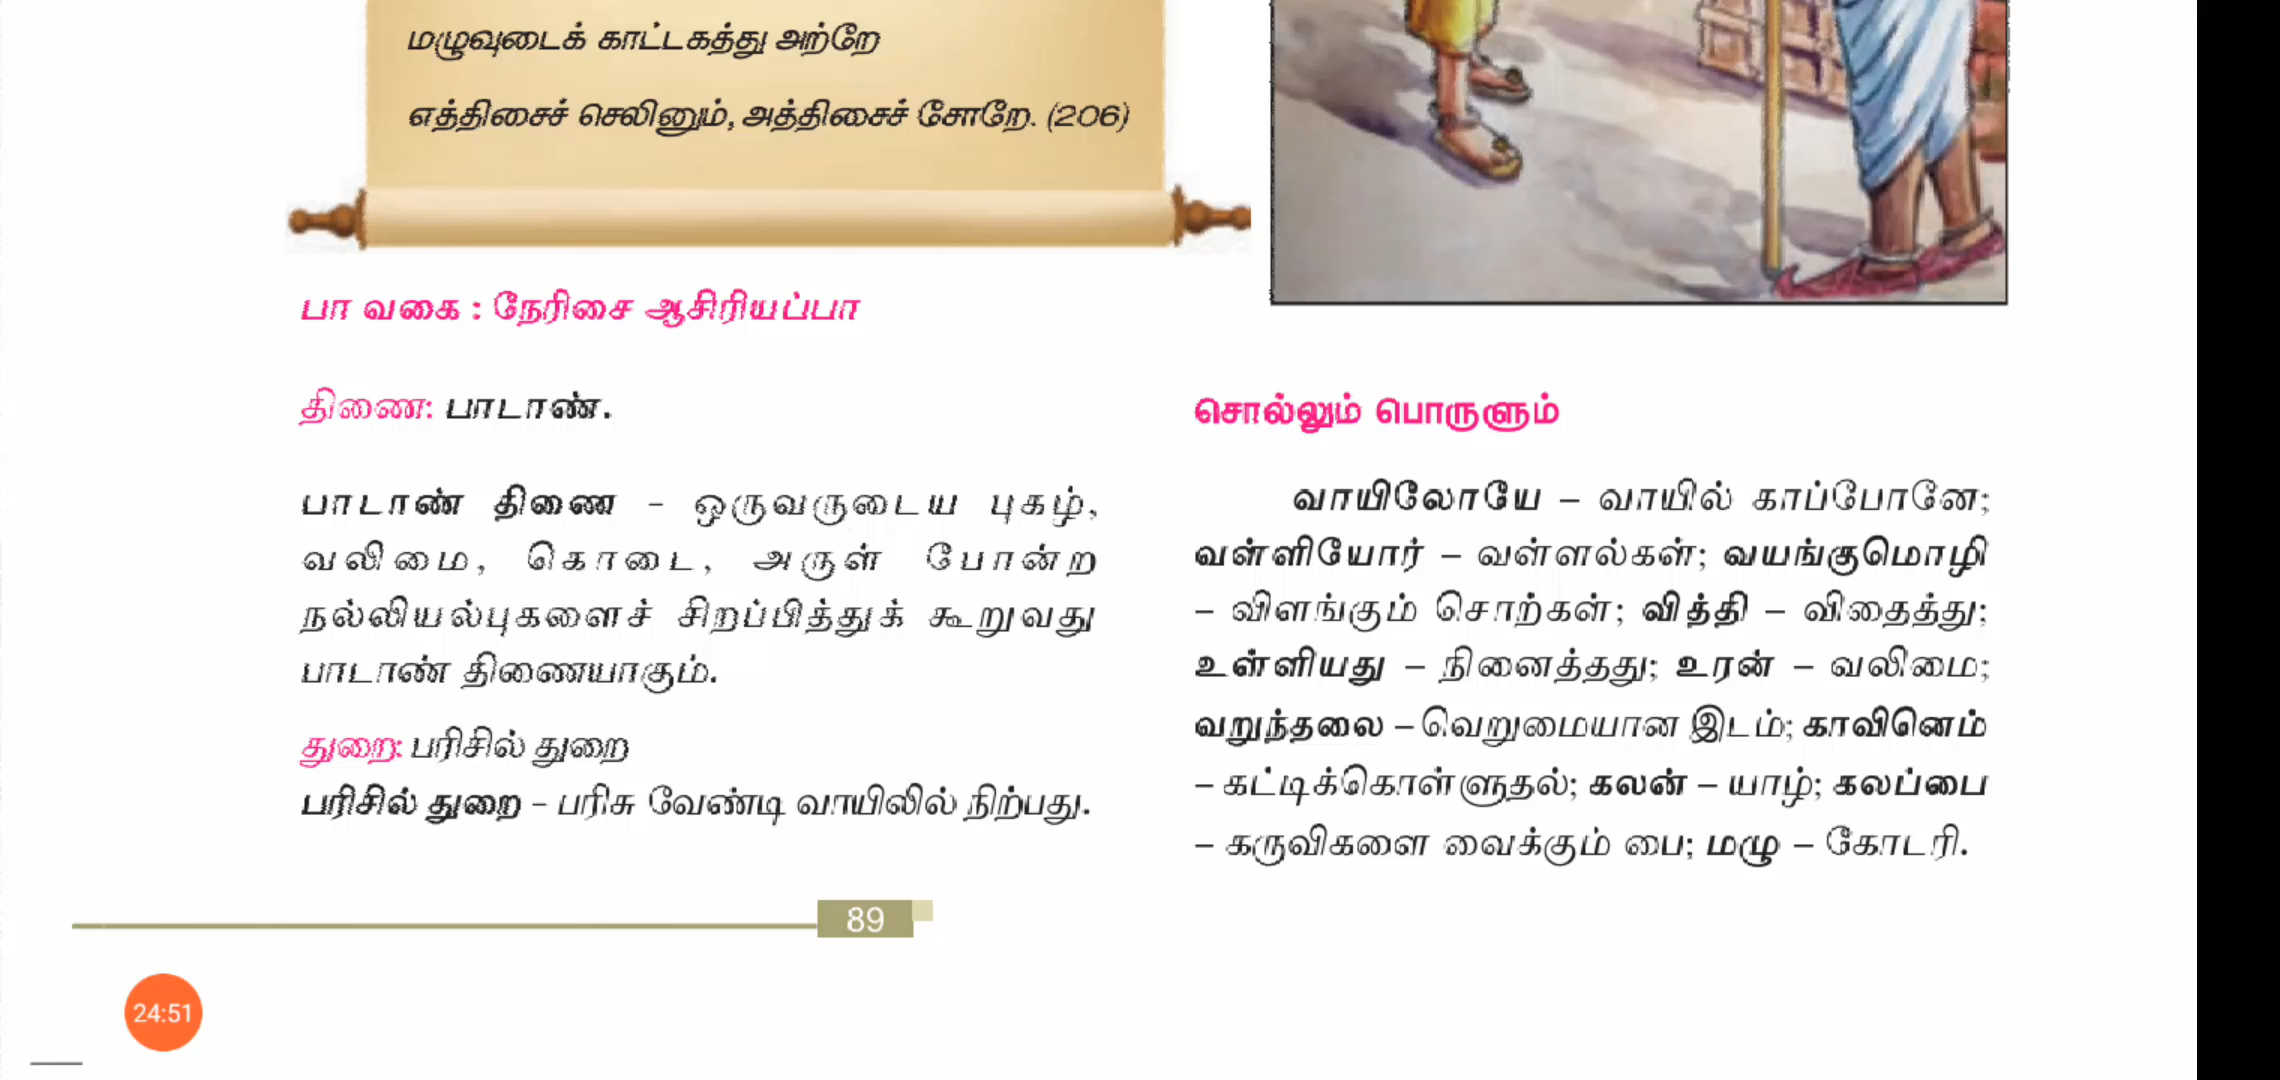 மழுவுடைக் காட்டகத்து அற்றே
எத்திசைச் செலினும், அத்திசைச் சோறே. (206)
பா வகை : நேரிசை ஆசிரியப்பா
திணை: பாடாண்.
பாடாண் திணை - ஒருவருடைய புகழ்,
வலிமை, கொடை, அருள் போன்ற
நல்லியல்புகளைச் சிறப்பித்துக் கூறுவது
பாடாண் திணையாகும்.
துறை: பரிசில் துறை
பரிசில் துறை - பரிசு வேண்டி வாயிலில் நிற்பது.
சொல்லும் பொருளும்
வாயிலோயே – வாயில் காப்போனே;
வள்ளியோர் – வள்ளல்கள்; வயங்குமொழி
– விளங்கும் சொற்கள்; வித்தி – விதைத்து;
உள்ளியது – நினைத்தது; உரன் – வலிமை;
வறுந்தலை – வெறுமையான இடம்; காவினெம்
– கட்டிக்கொள்ளுதல்; கலன் – யாழ்; கலப்பை
– கருவிகளை வைக்கும் பை; மழு – கோடரி.
89
24:51